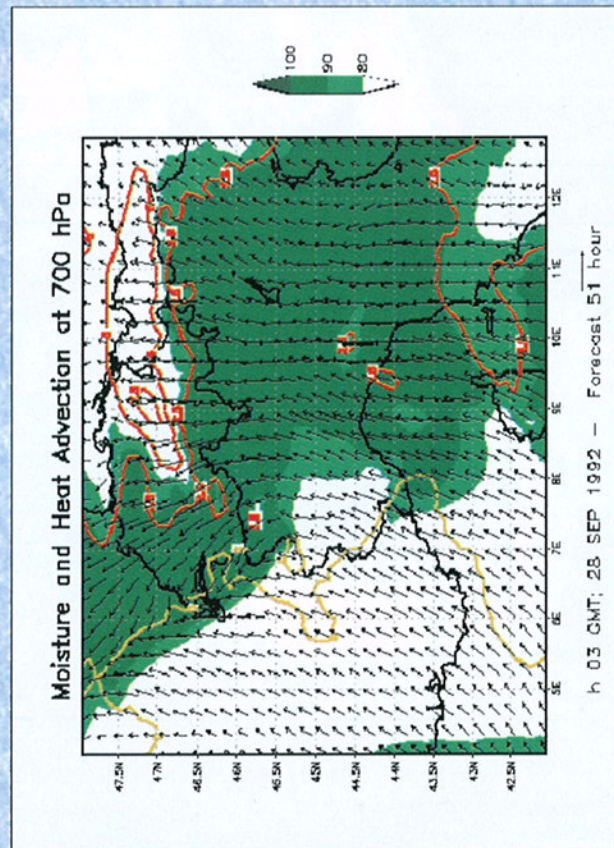 Moisture and Heat Advection at 700 hPa
100
90
80
47.5N
47N
46.5N
46N
45.5N
45N
44.5N
44N
43.5N
43N
42.5N
5E
6E
7E
8E
9E
10E
11E
12E
h 03 GMT; 28 SEP 1992 — Forecast 51 hour